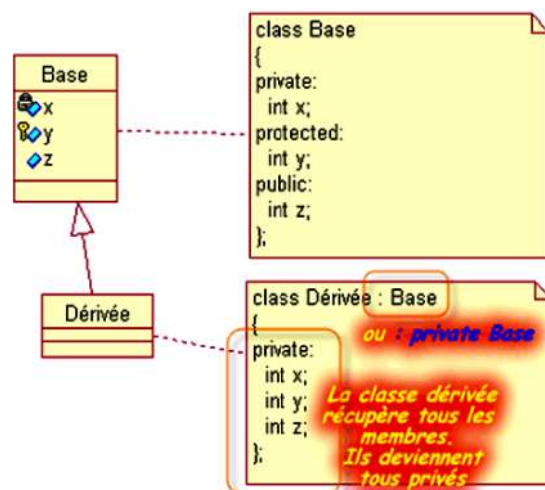 Base
x
y
z
class Base
{
private:
int x;
protected:
int y;
public:
int z;
};
Dérivée
class Dérivée : Base
ou : private Base
{
private:
int x;
int y;
int z;
};
La classe dérivée
récupère tous les
membres.
Ils deviennent
tous privés